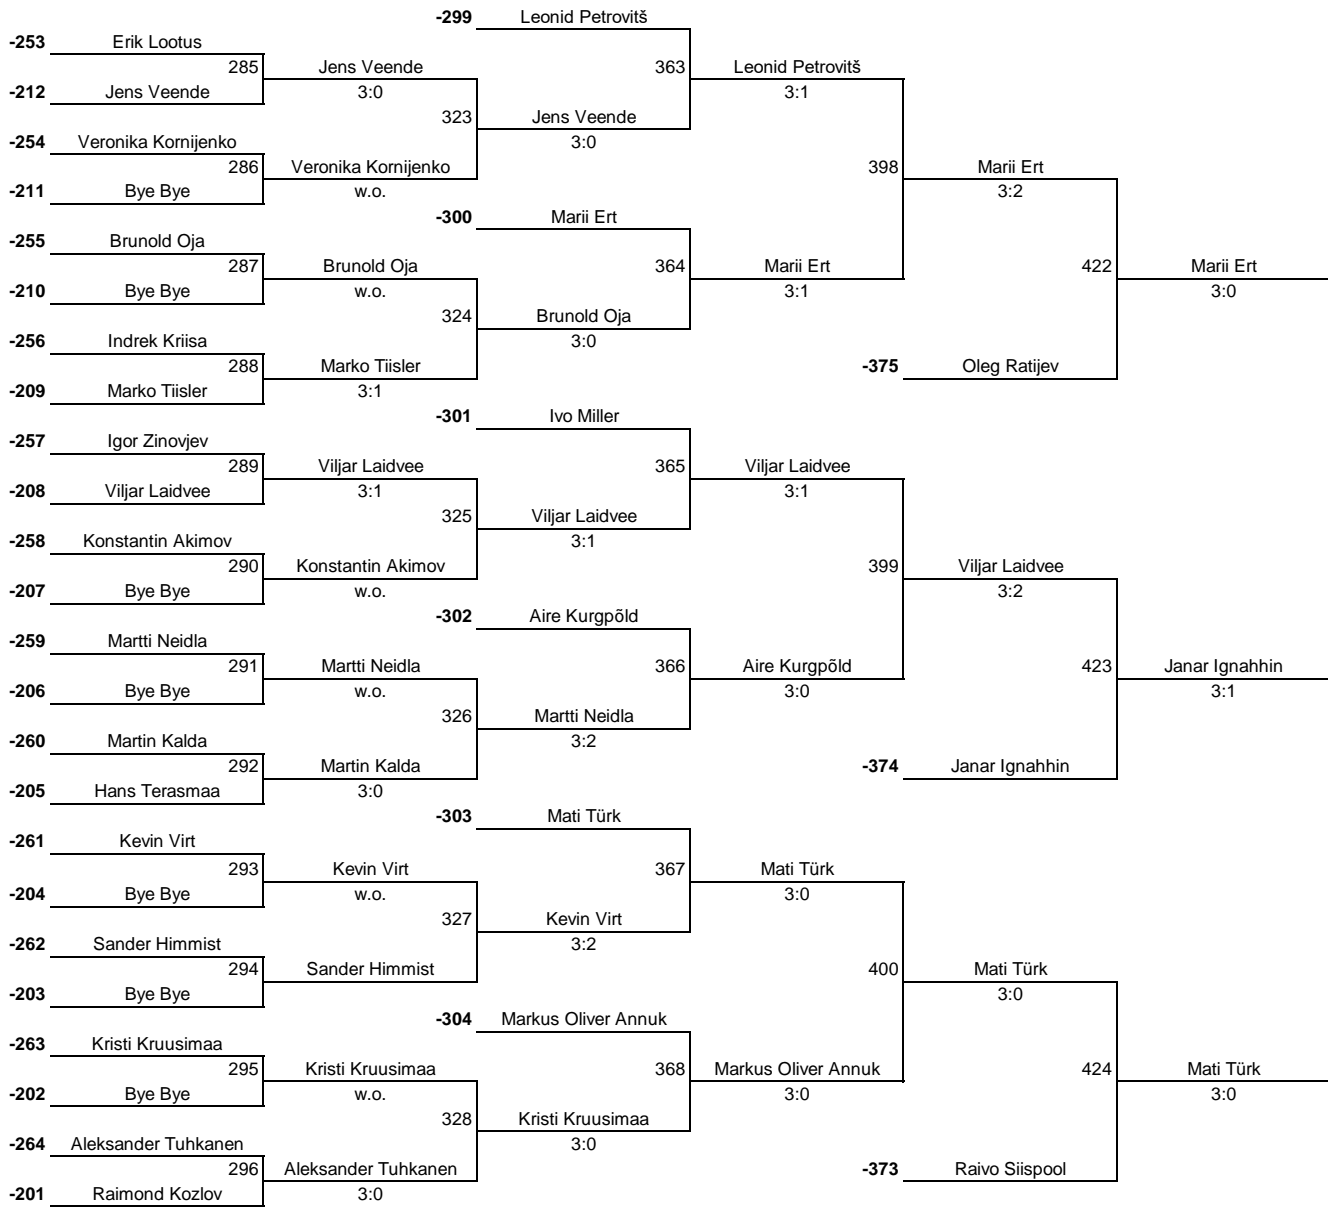 -299 Leonid Petrovitš
-253 Erik Lootus
285 Jens Veende 363 Leonid Petrovitš
-212 Jens Veende 3:0 3:1
323 Jens Veende
-254 Veronika Kornijenko 3:0
286 Veronika Kornijenko 398 Marii Ert
-211 Bye Bye w.o. 3:2
-300 Marii Ert
-255 Brunold Oja
287 Brunold Oja 364 Marii Ert 422 Marii Ert
-210 Bye Bye w.o. 3:1 3:0
324 Brunold Oja
-256 Indrek Kriisa 3:0
288 Marko Tiisler -375 Oleg Ratijev
-209 Marko Tiisler 3:1
-301 Ivo Miller
-257 Igor Zinovjev
289 Viljar Laidvee 365 Viljar Laidvee
-208 Viljar Laidvee 3:1 3:1
325 Viljar Laidvee
-258 Konstantin Akimov 3:1
290 Konstantin Akimov 399 Viljar Laidvee
-207 Bye Bye w.o. 3:2
-302 Aire Kurgpõld
-259 Martti Neidla
291 Martti Neidla 366 Aire Kurgpõld 423 Janar Ignahhin
-206 Bye Bye w.o. 3:0 3:1
326 Martti Neidla
-260 Martin Kalda 3:2
292 Martin Kalda -374 Janar Ignahhin
-205 Hans Terasmaa 3:0
-303 Mati Türk
-261 Kevin Virt
293 Kevin Virt 367 Mati Türk
-204 Bye Bye w.o. 3:0
327 Kevin Virt
-262 Sander Himmist 3:2
294 Sander Himmist 400 Mati Türk
-203 Bye Bye 3:0
-304 Markus Oliver Annuk
-263 Kristi Kruusimaa
295 Kristi Kruusimaa 368 Markus Oliver Annuk 424 Mati Türk
-202 Bye Bye w.o. 3:0 3:0
328 Kristi Kruusimaa
-264 Aleksander Tuhkanen 3:0
296 Aleksander Tuhkanen -373 Raivo Siispool
-201 Raimond Kozlov 3:0